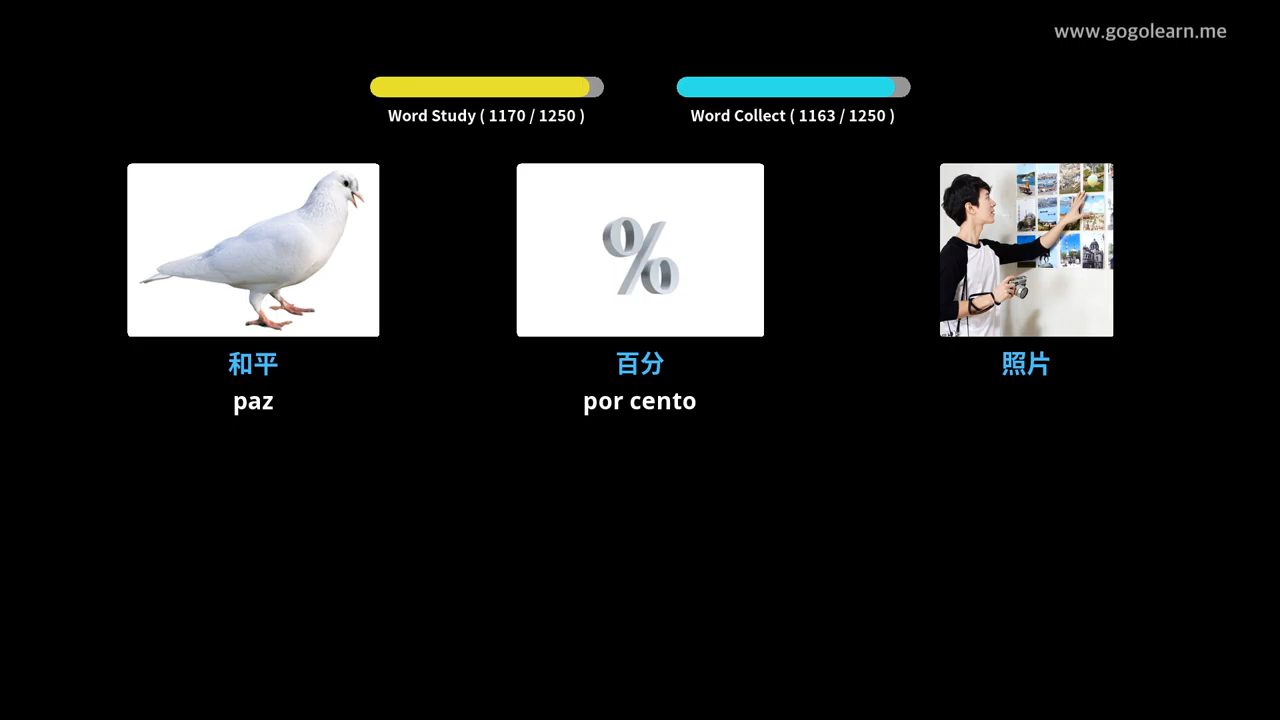 www.gogolearn.me
Word Study ( 1170 / 1250 )
Word Collect ( 1163 / 1250 )
和平
百分
照片
paz
por cento